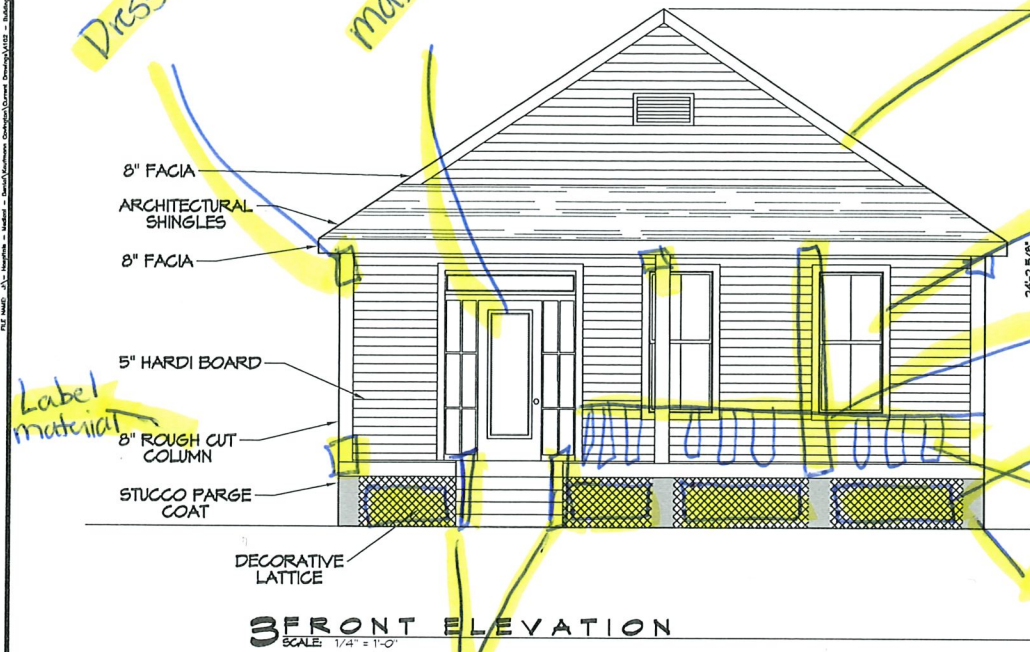 Dress
8" FACIA
ARCHITECTURAL
SHINGLES
8" FACIA
5" HARDI BOARD
Label
material
8" ROUGH CUT
COLUMN
STUCCO PARGE
COAT
DECORATIVE
LATTICE
3 FRONT ELEVATION
SCALE: 1/4" = 1'-0"